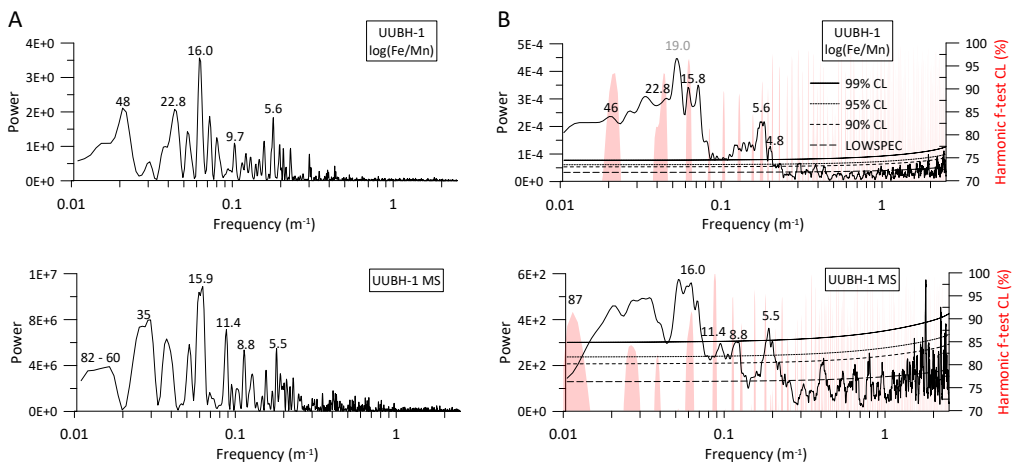 A
UUBH-1
log(Fe/Mn)
4E+0
3E+0
2E+0
1E+0
0E+0
Power
48
22.8
16.0
9.7
5.6
0.01
0.1
1
Frequency (m-1)
B
UUBH-1
log(Fe/Mn)
5E-4
4E-4
3E-4
2E-4
1E-4
0E+0
Power
46
22.8
19.0
15.8
5.6
4.8
99% CL
95% CL
90% CL
LOWSPEC
100
95
90
85
80
75
70
Harmonic f-test CL (%)
0.01
0.1
1
Frequency (m-1)
UUBH-1 MS
1E+7
8E+6
4E+6
0E+0
Power
82 - 60
35
15.9
11.4
8.8
5.5
0.01
0.1
1
Frequency (m-1)
UUBH-1 MS
6E+2
4E+2
2E+2
0E+0
Power
87
16.0
11.4
8.8
5.5
100
95
90
85
80
75
70
Harmonic f-test CL (%)
0.01
0.1
1
Frequency (m-1)